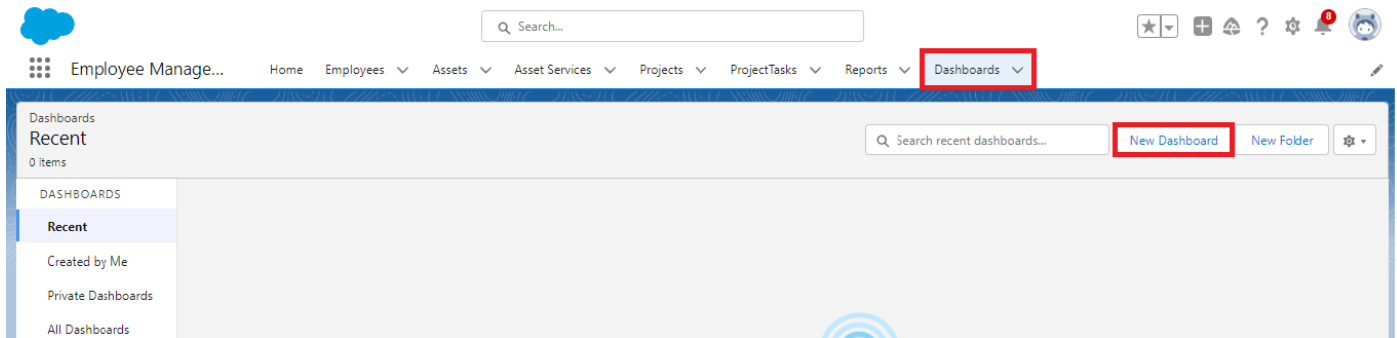 Search...
8
Employee Manage... Home Employees Assets Asset Services Projects ProjectTasks Reports Dashboards
Dashboards
Recent
0 items
Search recent dashboards... New Dashboard New Folder
DASHBOARDS
Recent
Created by Me
Private Dashboards
All Dashboards